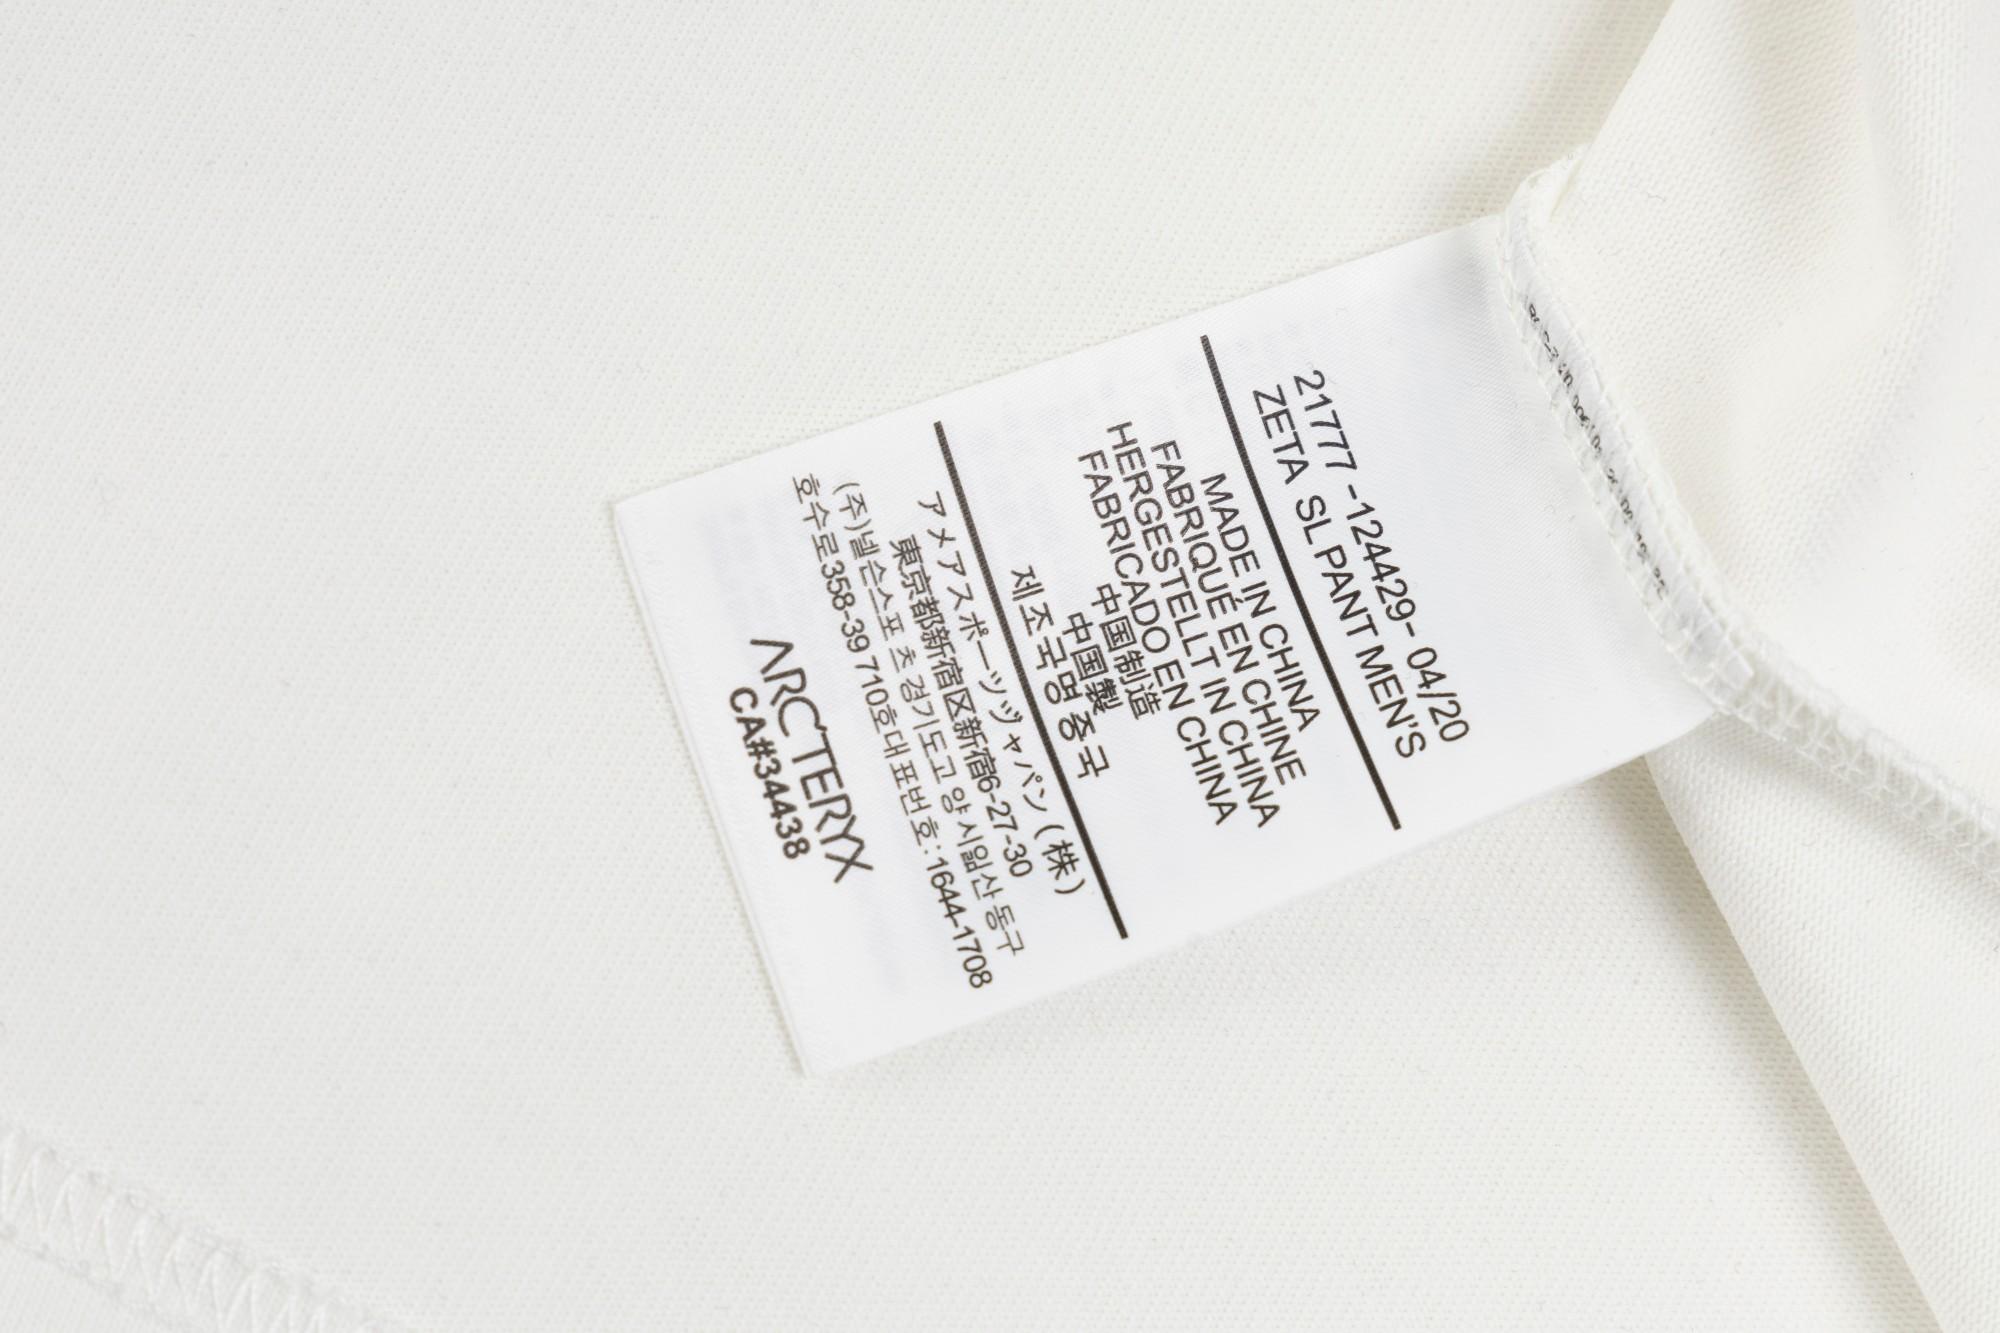 21777 -124429- 04/20
ZETA SL PANT MEN'S
MADE IN CHINA
FABRIQUÉ EN CHINE
HERGESTELLT IN CHINA
FABRICADO EN CHINA
中国制造
中国製
제조국명 중국
アメアスポーツジャパン(株)
東京都新宿区新宿6-27-30
(주)넬슨스포츠 경기도고양시일산동구
호수로358-39 710호대표번호:1644-1708
ARC'TERYX
CA#34438